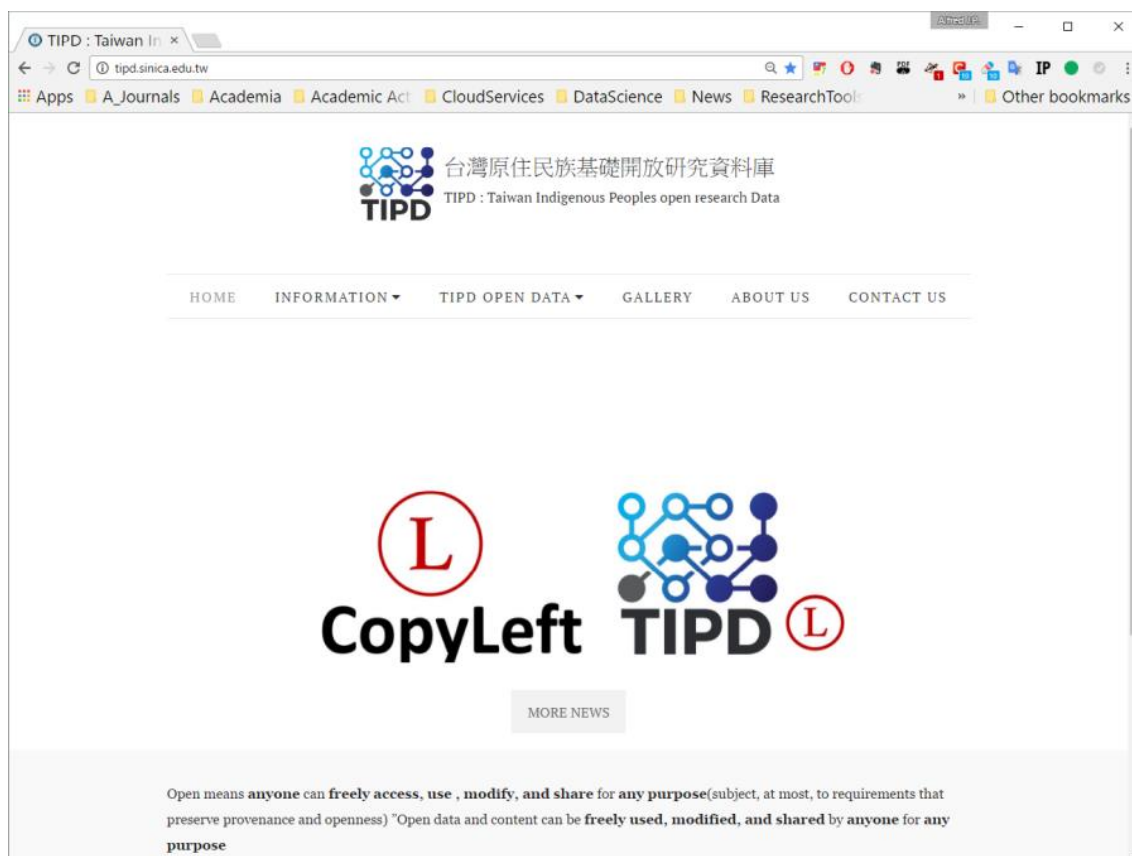 Alfred J.P.
TIPD : Taiwan In
tipd.sinica.edu.tw
IP
Apps A_Journals Academia Academic Act CloudServices DataScience News ResearchTools » Other bookmarks
台灣原住民族基礎開放研究資料庫
TIPD : Taiwan Indigenous Peoples open research Data
TIPD
HOME INFORMATION TIPD OPEN DATA GALLERY ABOUT US CONTACT US
L
CopyLeft TIPD L
MORE NEWS
Open means anyone can freely access, use , modify, and share for any purpose(subject, at most, to requirements that
preserve provenance and openness) "Open data and content can be freely used, modified, and shared by anyone for any
purpose